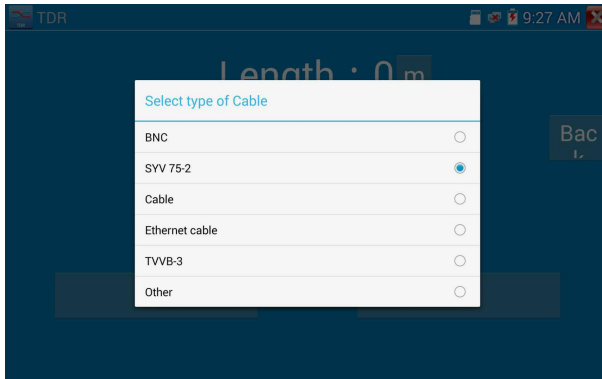 TDR
9:27 AM
Length : 0 m
Select type of Cable
BNC
SYV 75-2
Cable
Ethernet cable
TVVB-3
Other
Bac
k